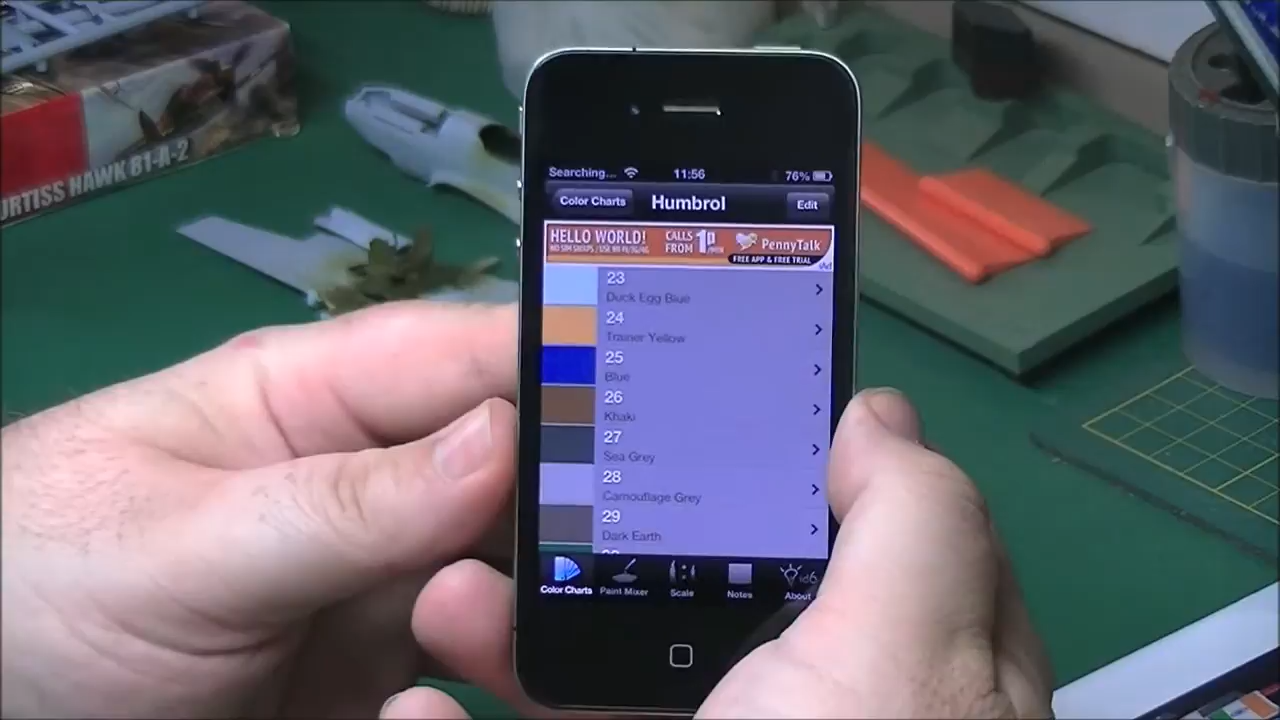 URTISS HAWK 81-A-2
Searching... 11:56 76%
Color Charts Humbrol Edit
HELLO WORLD! CALLS FROM 1p PennyTalk
FREE APP & FREE TRIAL
iAd
23
Duck Egg Blue
24
Trainer Yellow
25
Blue
26
Khaki
27
Sea Grey
28
Camouflage Grey
29
Dark Earth
Color Charts Paint Mixer Scale Notes About